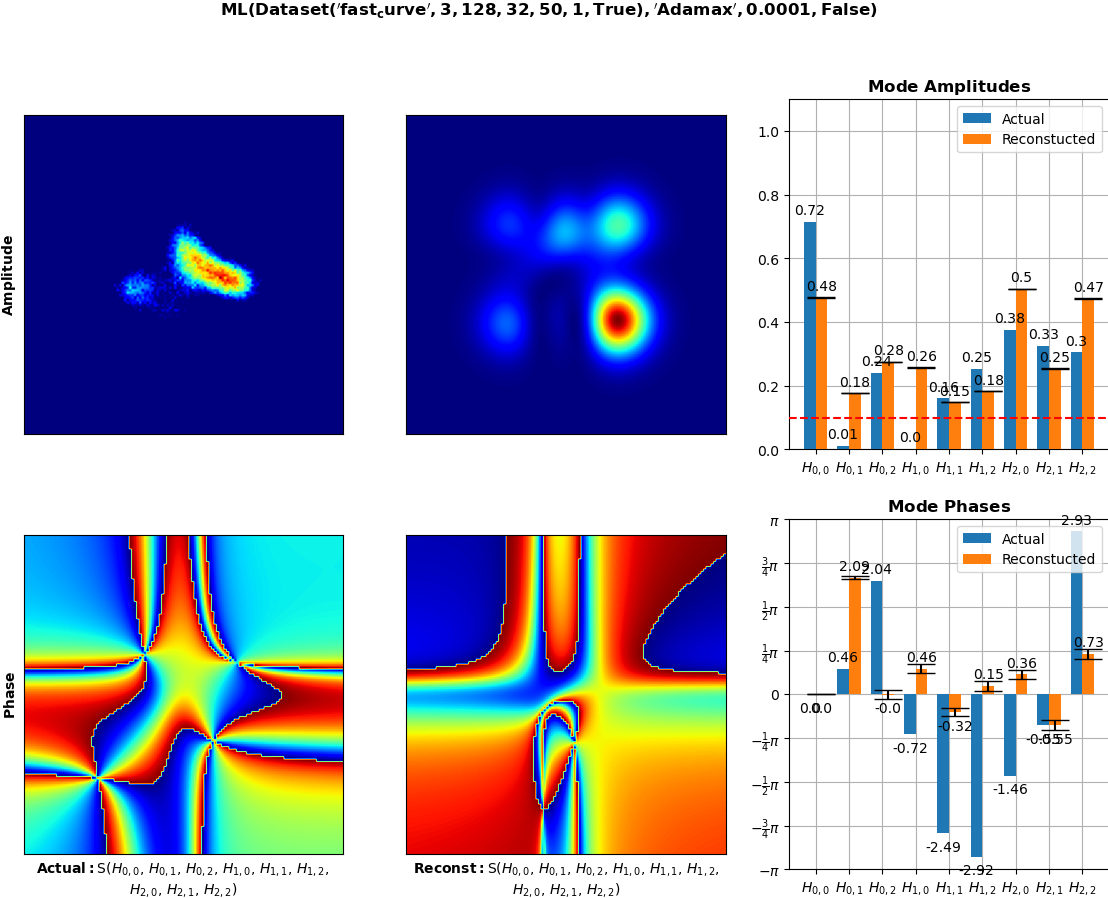 ML(Dataset(′fast_curve′, 3, 128, 32, 50, 1, True), ′Adamax′, 0.0001, False)
Amplitude
Mode Amplitudes
Actual
Reconstucted
1.0
0.8
0.6
0.4
0.2
0.0
0.72
0.48
0.01
0.18
0.24
0.28
0.0
0.26
0.16
0.15
0.25
0.18
0.38
0.5
0.33
0.25
0.3
0.47
H0,0 H0,1 H0,2 H1,0 H1,1 H1,2 H2,0 H2,1 H2,2
Phase
Mode Phases
Actual
Reconstucted
π
3/4π
1/2π
1/4π
0
−1/4π
−1/2π
−3/4π
−π
0.0
0.0
0.46
2.09
2.04
-0.0
-0.72
0.46
-2.49
-0.32
-2.92
0.15
-1.46
0.36
-0.55
-0.55
2.93
0.73
H0,0 H0,1 H0,2 H1,0 H1,1 H1,2 H2,0 H2,1 H2,2
Actual: S(H0,0, H0,1, H0,2, H1,0, H1,1, H1,2,
H2,0, H2,1, H2,2)
Reconst: S(H0,0, H0,1, H0,2, H1,0, H1,1, H1,2,
H2,0, H2,1, H2,2)